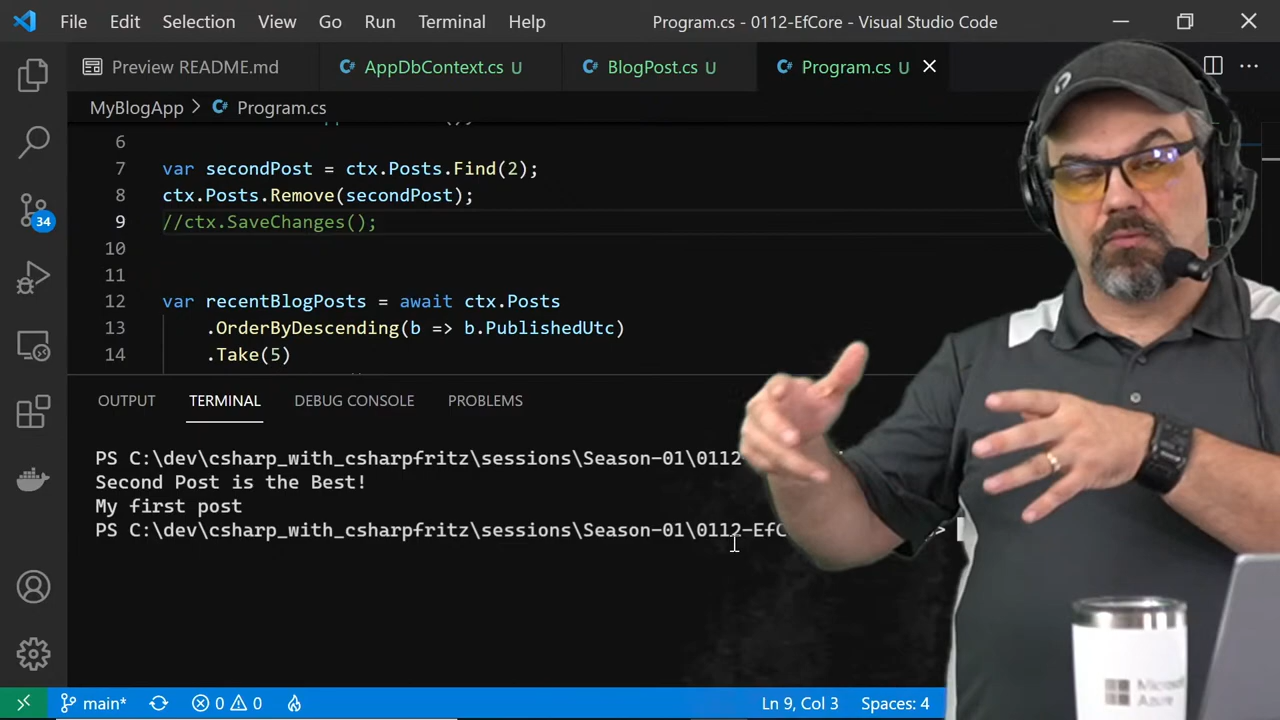 File Edit Selection View Go Run Terminal Help Program.cs - 0112-EfCore - Visual Studio Code
Preview README.md AppDbContext.cs U BlogPost.cs U Program.cs U
MyBlogApp > Program.cs
6
7 var secondPost = ctx.Posts.Find(2);
8 ctx.Posts.Remove(secondPost);
9 //ctx.SaveChanges();
10
11
12 var recentBlogPosts = await ctx.Posts
13 .OrderByDescending(b => b.PublishedUtc)
14 .Take(5)
34
OUTPUT TERMINAL DEBUG CONSOLE PROBLEMS
PS C:\dev\csharp_with_csharpfritz\sessions\Season-01\0112
Second Post is the Best!
My first post
PS C:\dev\csharp_with_csharpfritz\sessions\Season-01\0112-EfC >
Microsoft
Azure
main* 0 0 Ln 9, Col 3 Spaces: 4